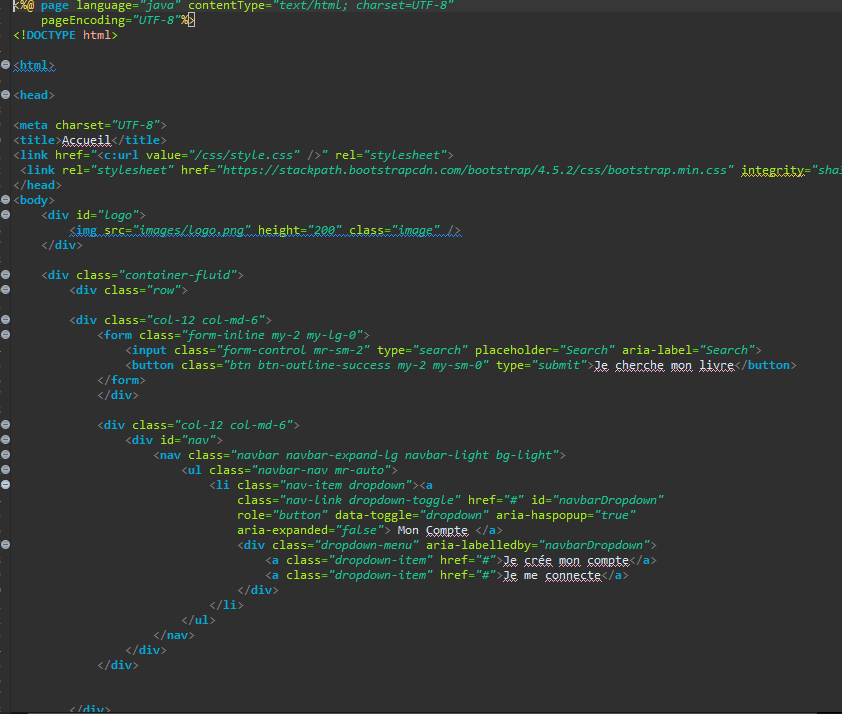 <%@ page language="java" contentType="text/html; charset=UTF-8"
pageEncoding="UTF-8"%>
<!DOCTYPE html>
<html>
<head>
<meta charset="UTF-8">
<title>Accueil</title>
<link href="<c:url value="/css/style.css" />" rel="stylesheet">
<link rel="stylesheet" href="https://stackpath.bootstrapcdn.com/bootstrap/4.5.2/css/bootstrap.min.css" integrity="sha
</head>
<body>
<div id="logo">
<img src="images/logo.png" height="200" class="image" />
</div>
<div class="container-fluid">
<div class="row">
<div class="col-12 col-md-6">
<form class="form-inline my-2 my-lg-0">
<input class="form-control mr-sm-2" type="search" placeholder="Search" aria-label="Search">
<button class="btn btn-outline-success my-2 my-sm-0" type="submit">Je cherche mon livre</button>
</form>
</div>
<div class="col-12 col-md-6">
<div id="nav">
<nav class="navbar navbar-expand-lg navbar-light bg-light">
<ul class="navbar-nav mr-auto">
<li class="nav-item dropdown"><a
class="nav-link dropdown-toggle" href="#" id="navbarDropdown"
role="button" data-toggle="dropdown" aria-haspopup="true"
aria-expanded="false"> Mon Compte </a>
<div class="dropdown-menu" aria-labelledby="navbarDropdown">
<a class="dropdown-item" href="#">Je crée mon compte</a>
<a class="dropdown-item" href="#">Je me connecte</a>
</div>
</li>
</ul>
</nav>
</div>
</div>
</div>